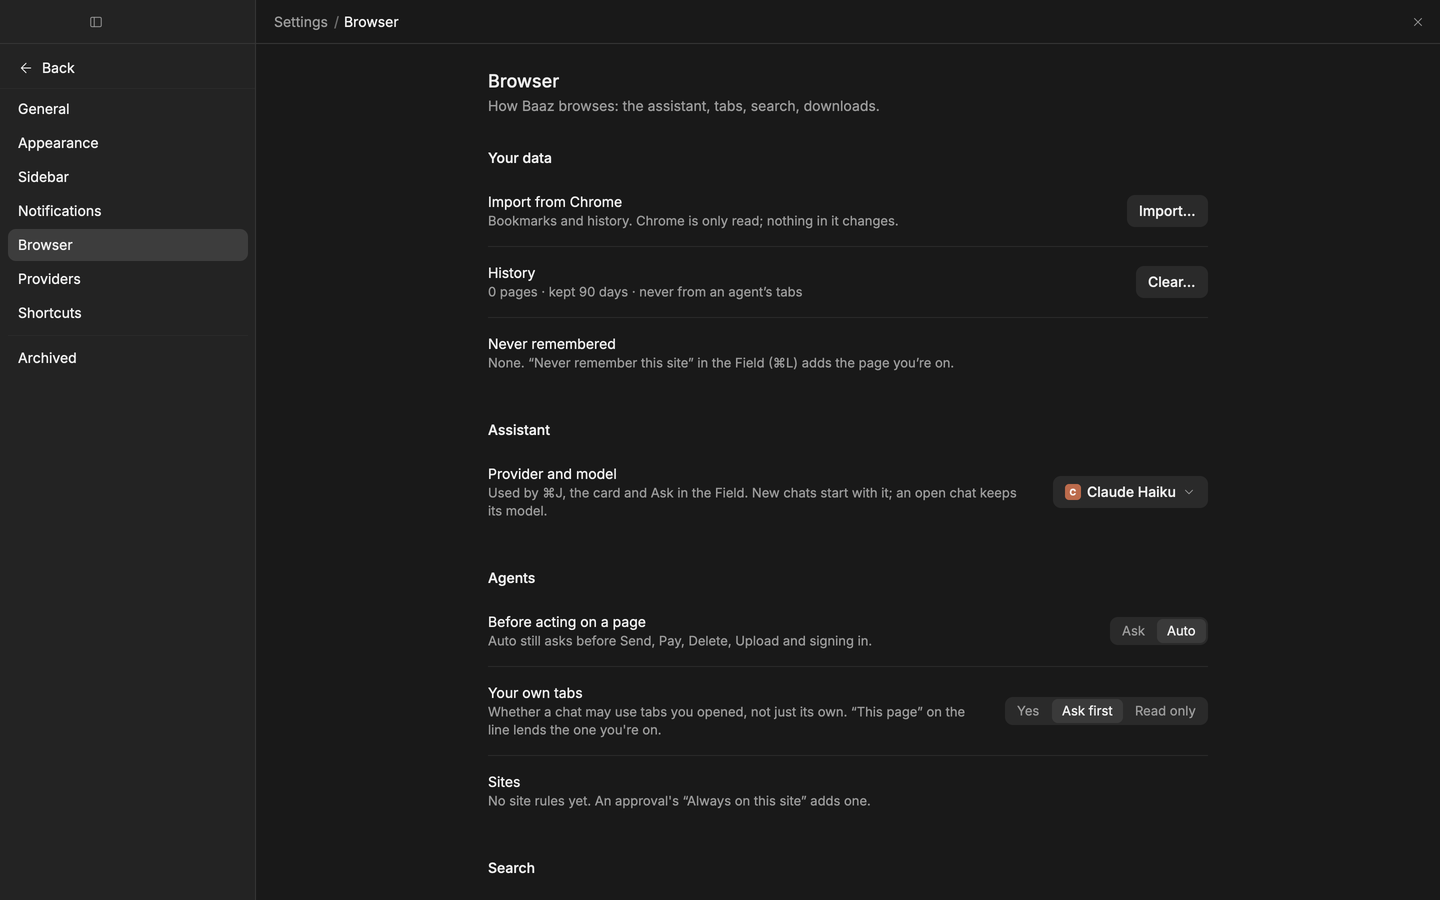 Settings / Browser
Back
General
Appearance
Sidebar
Notifications
Browser
Providers
Shortcuts
Archived
Browser
How Baaz browses: the assistant, tabs, search, downloads.
Your data
Import from Chrome
Bookmarks and history. Chrome is only read; nothing in it changes.
Import...
History
0 pages · kept 90 days · never from an agent’s tabs
Clear...
Never remembered
None. “Never remember this site” in the Field (⌘L) adds the page you’re on.
Assistant
Provider and model
Used by ⌘J, the card and Ask in the Field. New chats start with it; an open chat keeps
its model.
C Claude Haiku
Agents
Before acting on a page
Auto still asks before Send, Pay, Delete, Upload and signing in.
Ask Auto
Your own tabs
Whether a chat may use tabs you opened, not just its own. “This page” on the
line lends the one you're on.
Yes Ask first Read only
Sites
No site rules yet. An approval's “Always on this site” adds one.
Search